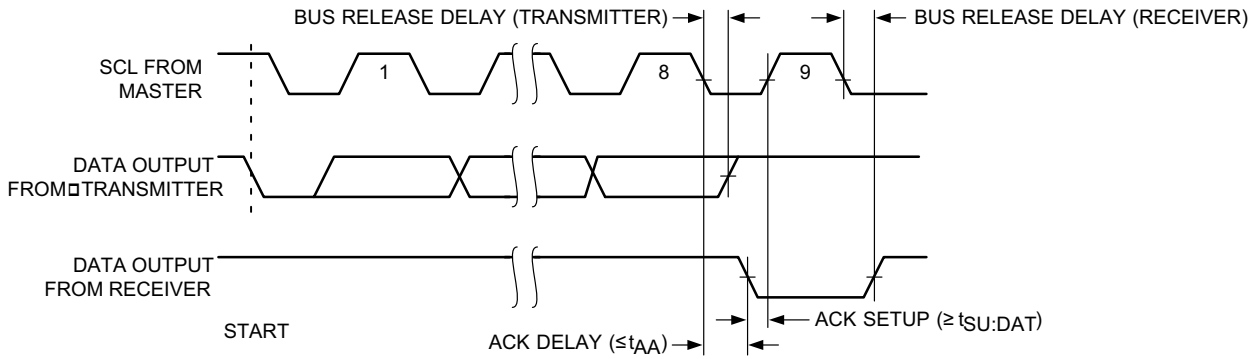 BUS RELEASE DELAY (TRANSMITTER)
BUS RELEASE DELAY (RECEIVER)
SCL FROM
MASTER
1
8
9
DATA OUTPUT
FROM□TRANSMITTER
DATA OUTPUT
FROM RECEIVER
START
ACK SETUP (≥ tSU:DAT)
ACK DELAY (≤ tAA)